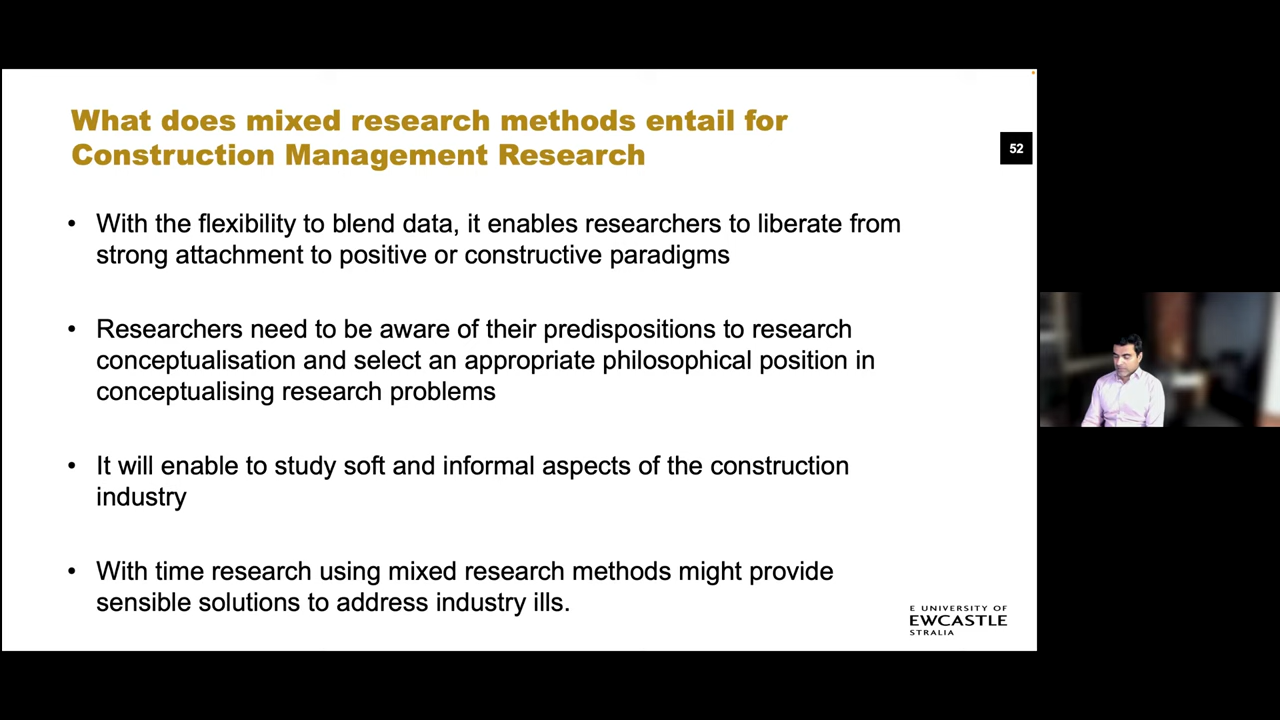 What does mixed research methods entail for
Construction Management Research
52
• With the flexibility to blend data, it enables researchers to liberate from
strong attachment to positive or constructive paradigms
• Researchers need to be aware of their predispositions to research
conceptualisation and select an appropriate philosophical position in
conceptualising research problems
• It will enable to study soft and informal aspects of the construction
industry
• With time research using mixed research methods might provide
sensible solutions to address industry ills.
E UNIVERSITY OF
EWCASTLE
STRALIA